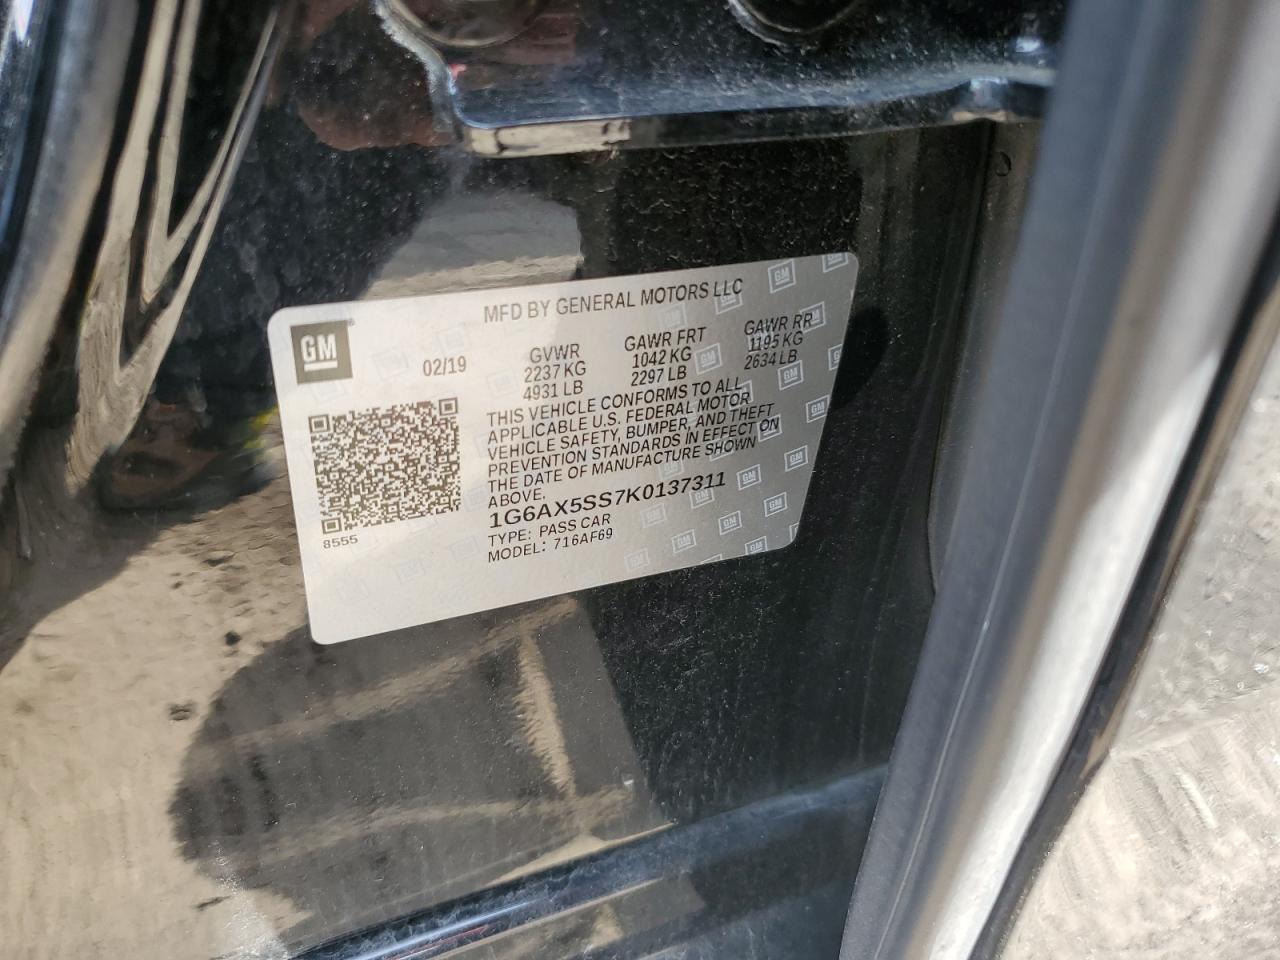 MFD BY GENERAL MOTORS LLC
GM
02/19
GVWR
2237 KG
4931 LB
GAWR FRT
1042 KG
2297 LB
GAWR RR
1195 KG
2634 LB
THIS VEHICLE CONFORMS TO ALL
APPLICABLE U.S. FEDERAL MOTOR
VEHICLE SAFETY, BUMPER, AND THEFT
PREVENTION STANDARDS IN EFFECT ON
THE DATE OF MANUFACTURE SHOWN
ABOVE.
1G6AX5SS7K0137311
TYPE: PASS CAR
MODEL: 716AF69
8555